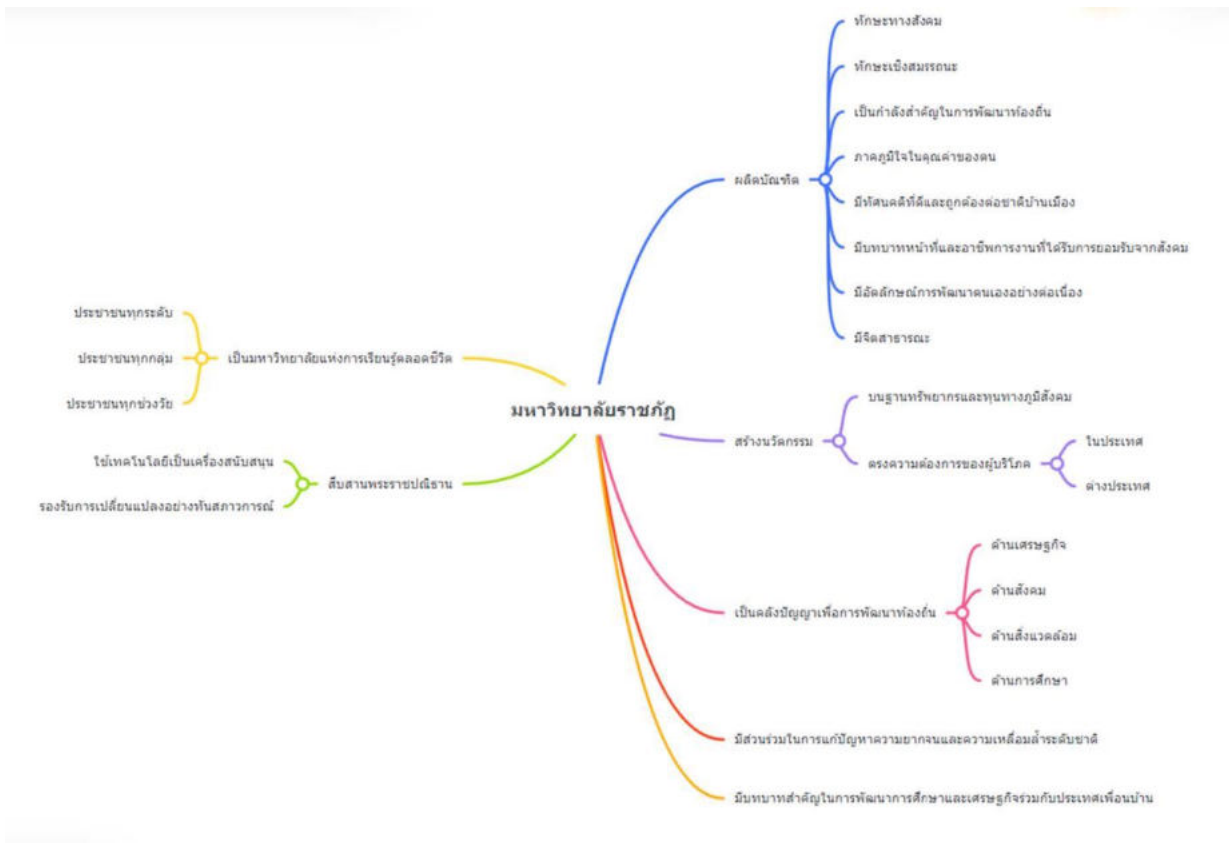 มหาวิทยาลัยราชภัฏ
ผลิตบัณฑิต
ทักษะทางสังคม
ทักษะเชิงสมรรถนะ
เป็นกำลังสำคัญในการพัฒนาท้องถิ่น
ภาคภูมิใจในคุณค่าของตน
มีทัศนคติที่ดีและถูกต้องต่อชาติบ้านเมือง
มีบทบาทหน้าที่และอาชีพการงานที่ได้รับการยอมรับจากสังคม
มีอัตลักษณ์การพัฒนาตนเองอย่างต่อเนื่อง
มีจิตสาธารณะ
สร้างนวัตกรรม
บนฐานทรัพยากรและทุนทางภูมิสังคม
ตรงความต้องการของผู้บริโภค
ในประเทศ
ต่างประเทศ
เป็นคลังปัญญาเพื่อการพัฒนาท้องถิ่น
ด้านเศรษฐกิจ
ด้านสังคม
ด้านสิ่งแวดล้อม
ด้านการศึกษา
มีส่วนร่วมในการแก้ปัญหาความยากจนและความเหลื่อมล้ำระดับชาติ
มีบทบาทสำคัญในการพัฒนาการศึกษาและเศรษฐกิจร่วมกับประเทศเพื่อนบ้าน
เป็นมหาวิทยาลัยแห่งการเรียนรู้ตลอดชีวิต
ประชาชนทุกระดับ
ประชาชนทุกกลุ่ม
ประชาชนทุกช่วงวัย
สืบสานพระราชปณิธาน
ใช้เทคโนโลยีเป็นเครื่องสนับสนุน
รองรับการเปลี่ยนแปลงอย่างทันสภาวการณ์